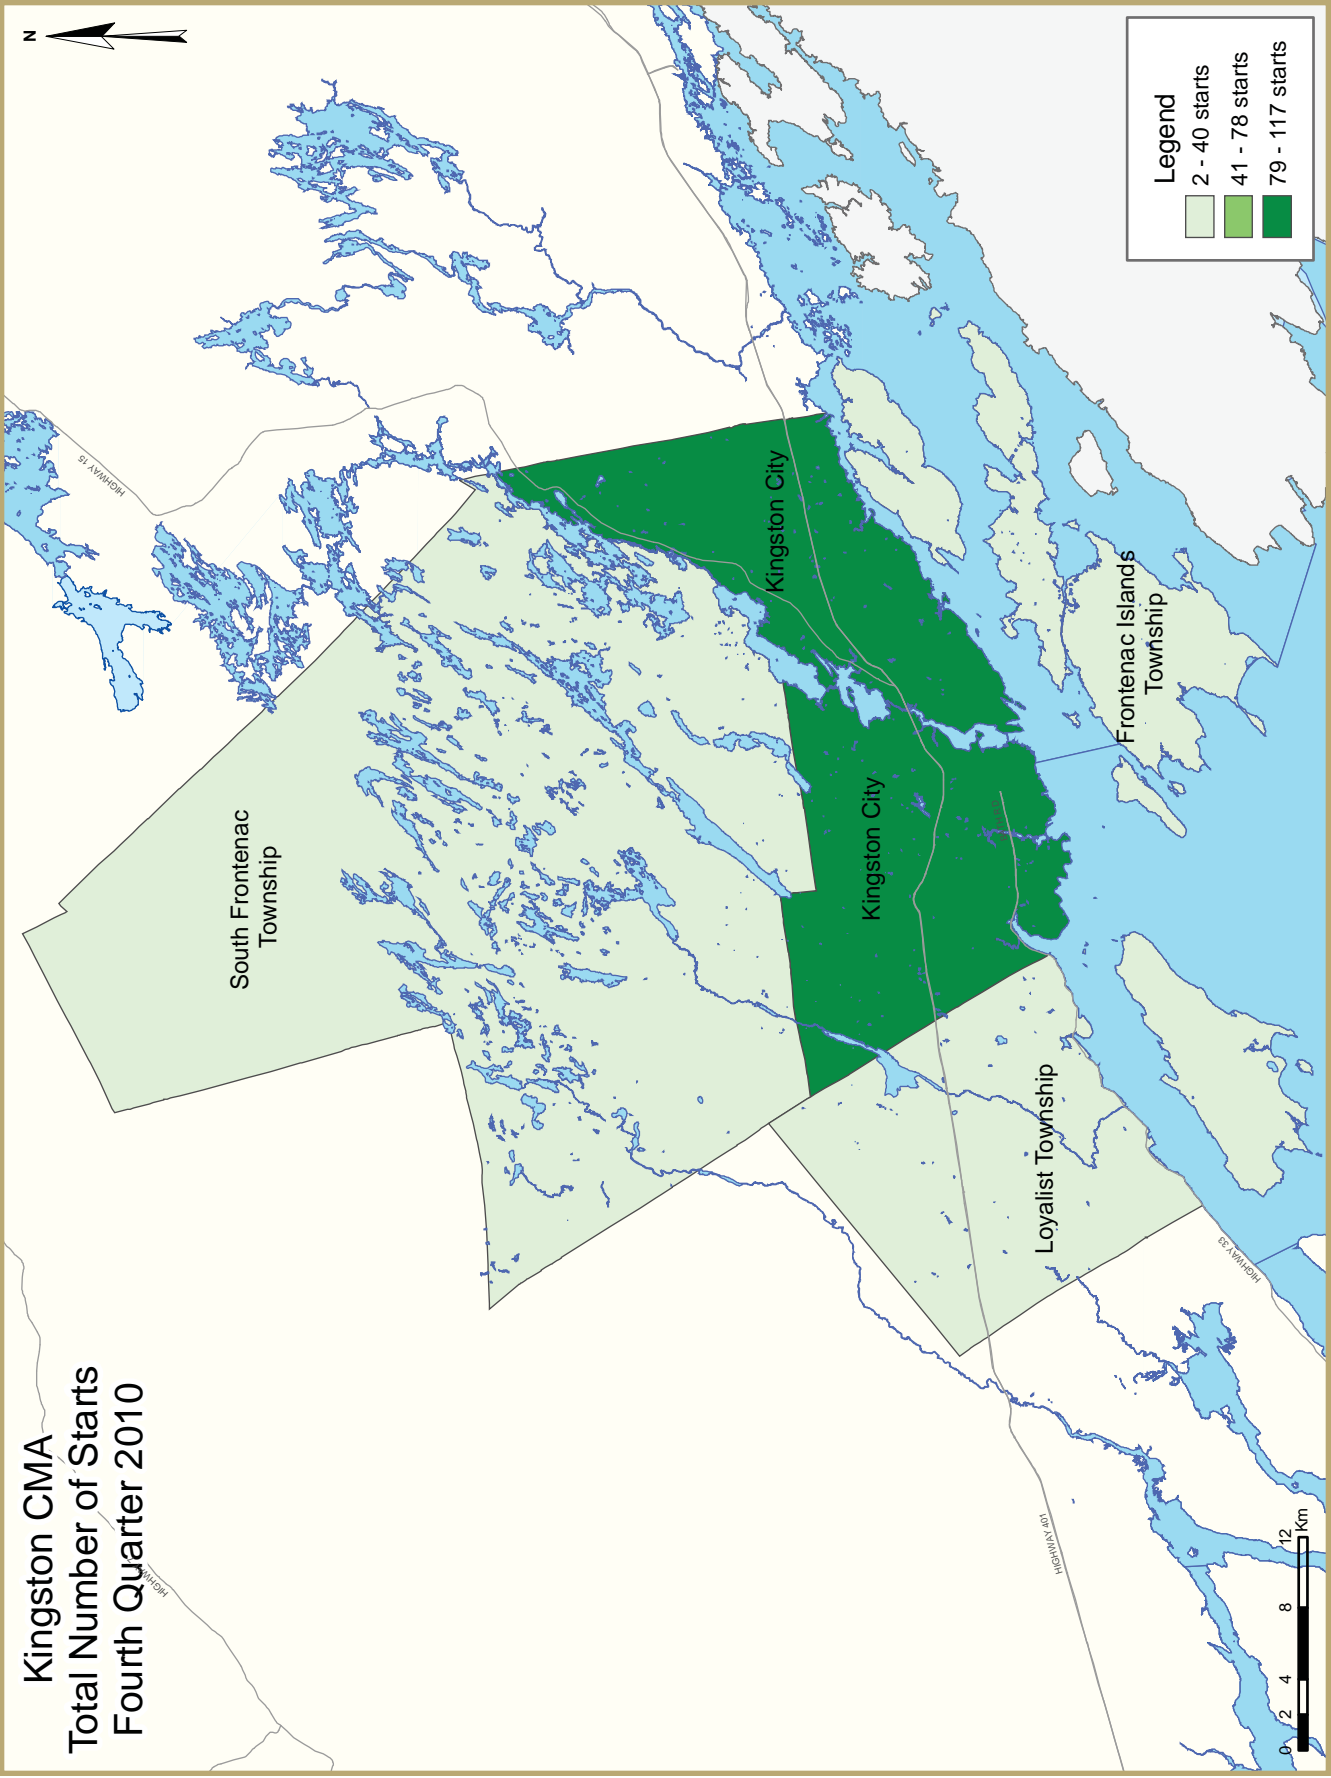 Kingston CMA
Total Number of Starts
Fourth Quarter 2010
N
HIGHWAY 15
South Frontenac
Township
Kingston City
Kingston City
Loyalist Township
Frontenac Islands
Township
HIGHWAY 33
HIGHWAY 401
Legend
2 - 40 starts
41 - 78 starts
79 - 117 starts
0 2 4 8 12
Km